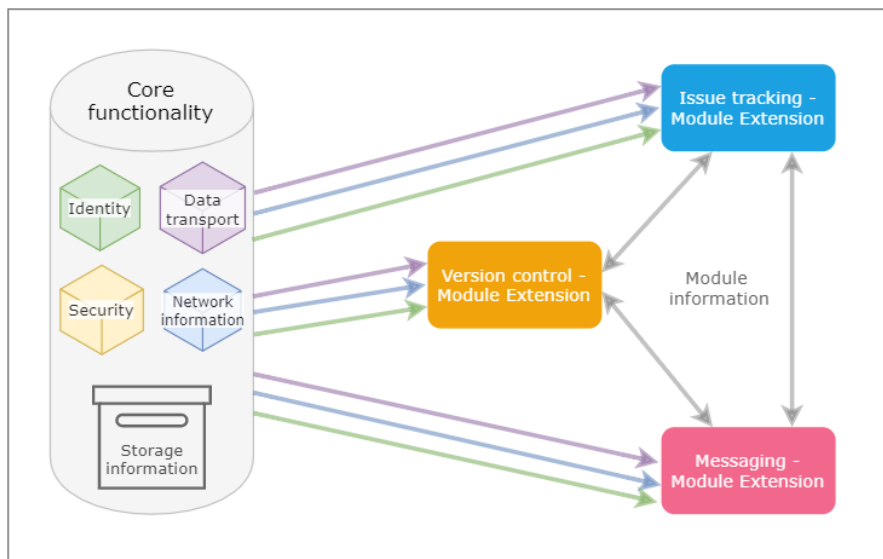 Core
functionality
Identity
Data
transport
Security
Network
information
Storage
information
Issue tracking -
Module Extension
Version control -
Module Extension
Module
information
Messaging -
Module Extension